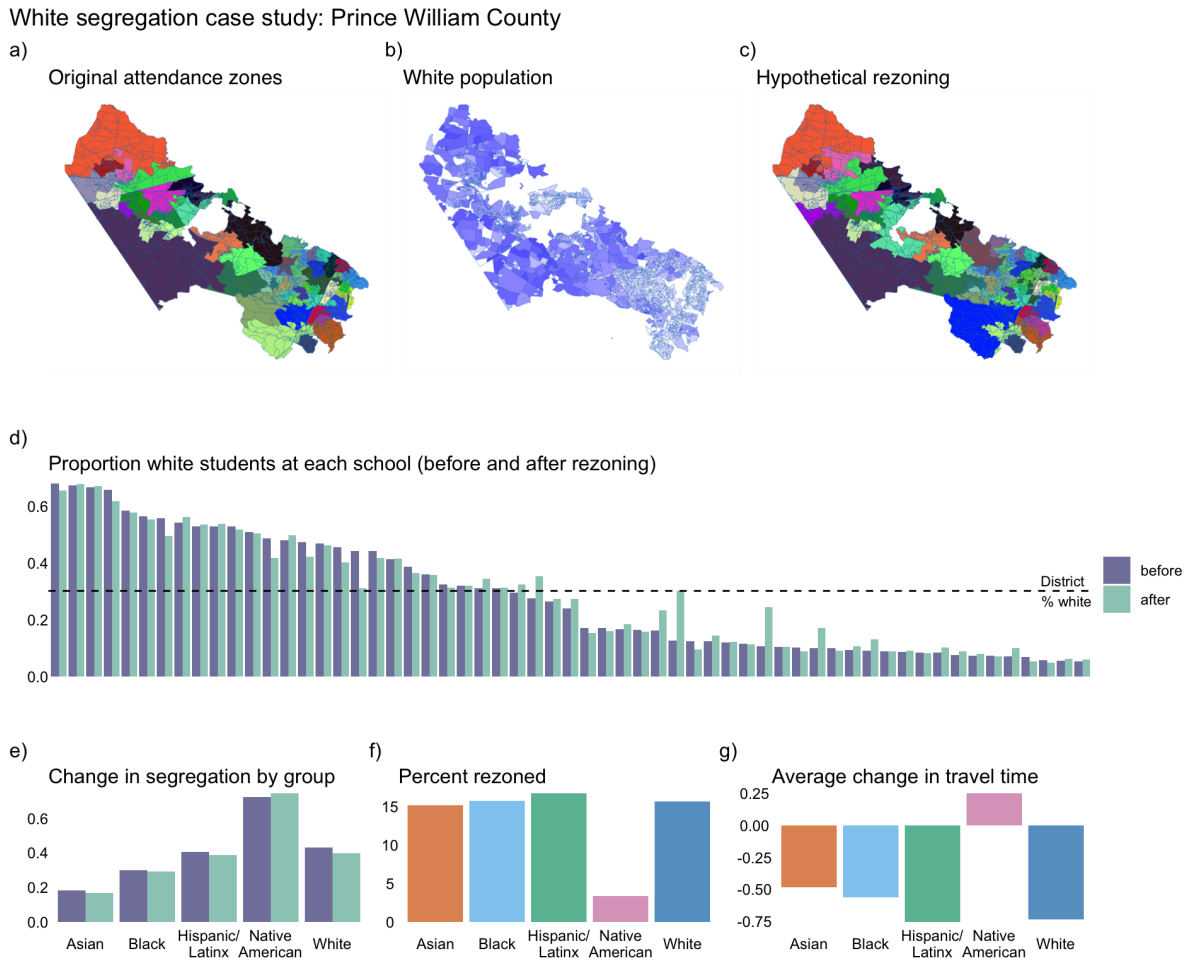 White segregation case study: Prince William County
a)
b)
c)
Original attendance zones
White population
Hypothetical rezoning
d)
Proportion white students at each school (before and after rezoning)
0.6
0.4
0.2
0.0
District
% white
before
after
e)
f)
g)
Change in segregation by group
Percent rezoned
Average change in travel time
0.6
0.4
0.2
0.0
Asian
Black
Hispanic/
Latinx
Native
American
White
15
10
5
0
Asian
Black
Hispanic/
Latinx
Native
American
White
0.25
0.00
-0.25
-0.50
-0.75
Asian
Black
Hispanic/
Latinx
Native
American
White